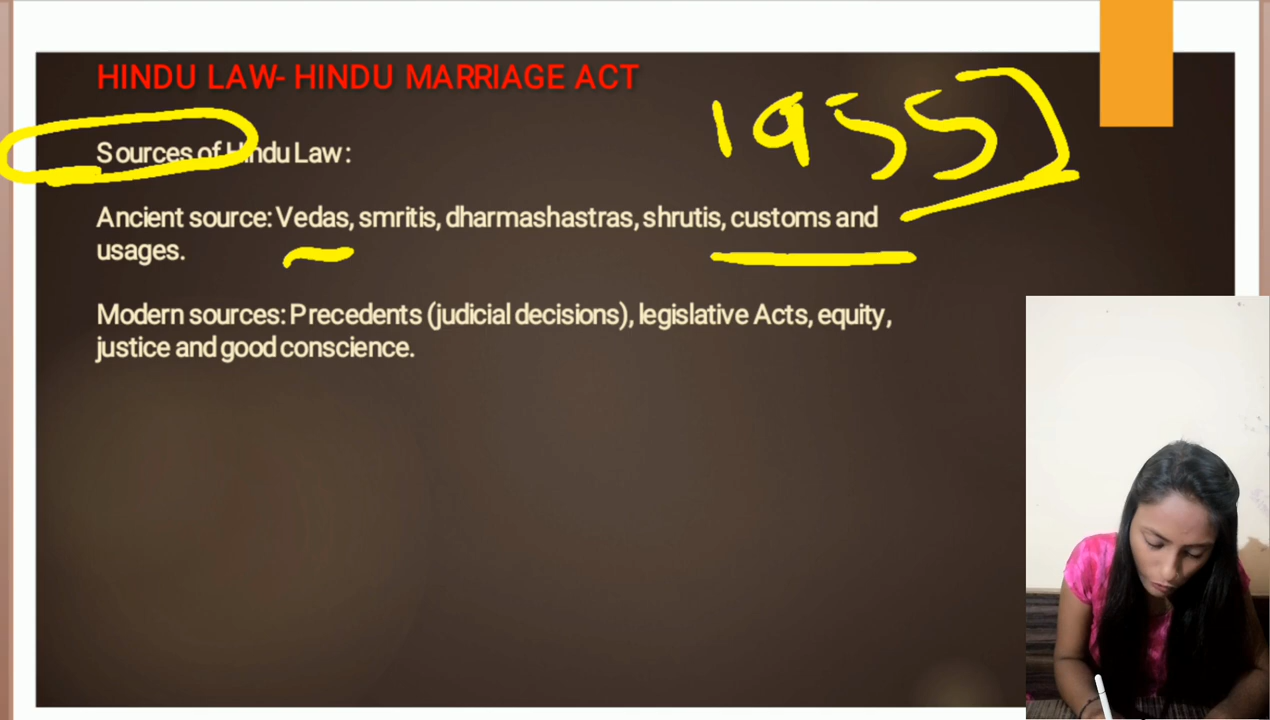 HINDU LAW- HINDU MARRIAGE ACT
1955
Sources of Hindu Law:
Ancient source: Vedas, smritis, dharmashastras, shrutis, customs and
usages.
Modern sources: Precedents (judicial decisions), legislative Acts, equity,
justice and good conscience.